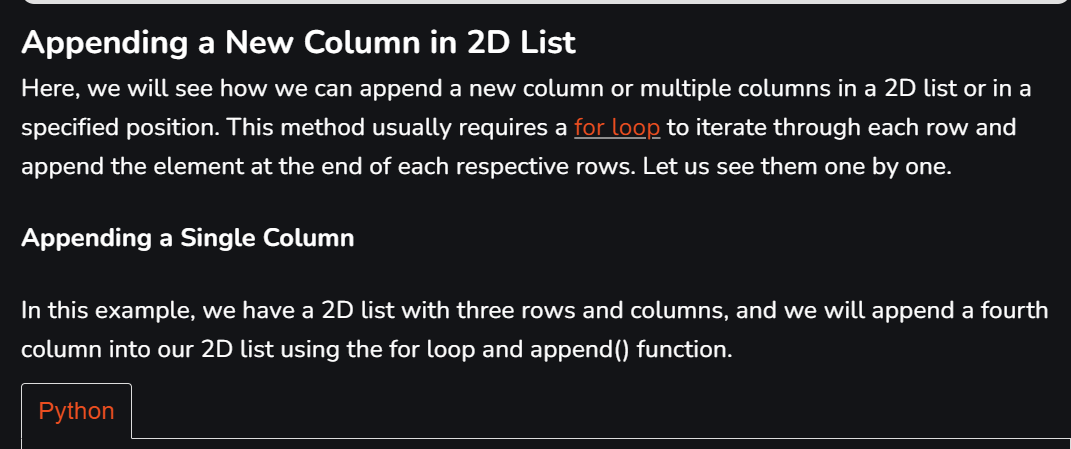 Appending a New Column in 2D List
Here, we will see how we can append a new column or multiple columns in a 2D list or in a
specified position. This method usually requires a for loop to iterate through each row and
append the element at the end of each respective rows. Let us see them one by one.
Appending a Single Column
In this example, we have a 2D list with three rows and columns, and we will append a fourth
column into our 2D list using the for loop and append() function.
Python